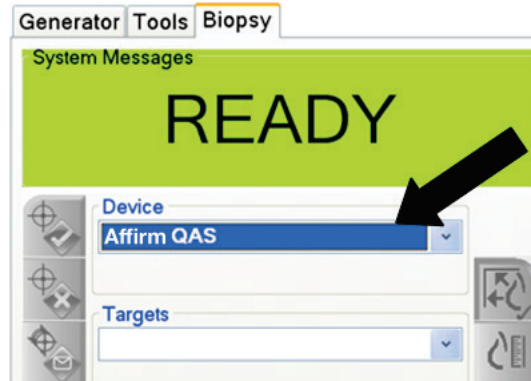 Generator Tools Biopsy
System Messages
READY
Device
Affirm QAS
Targets